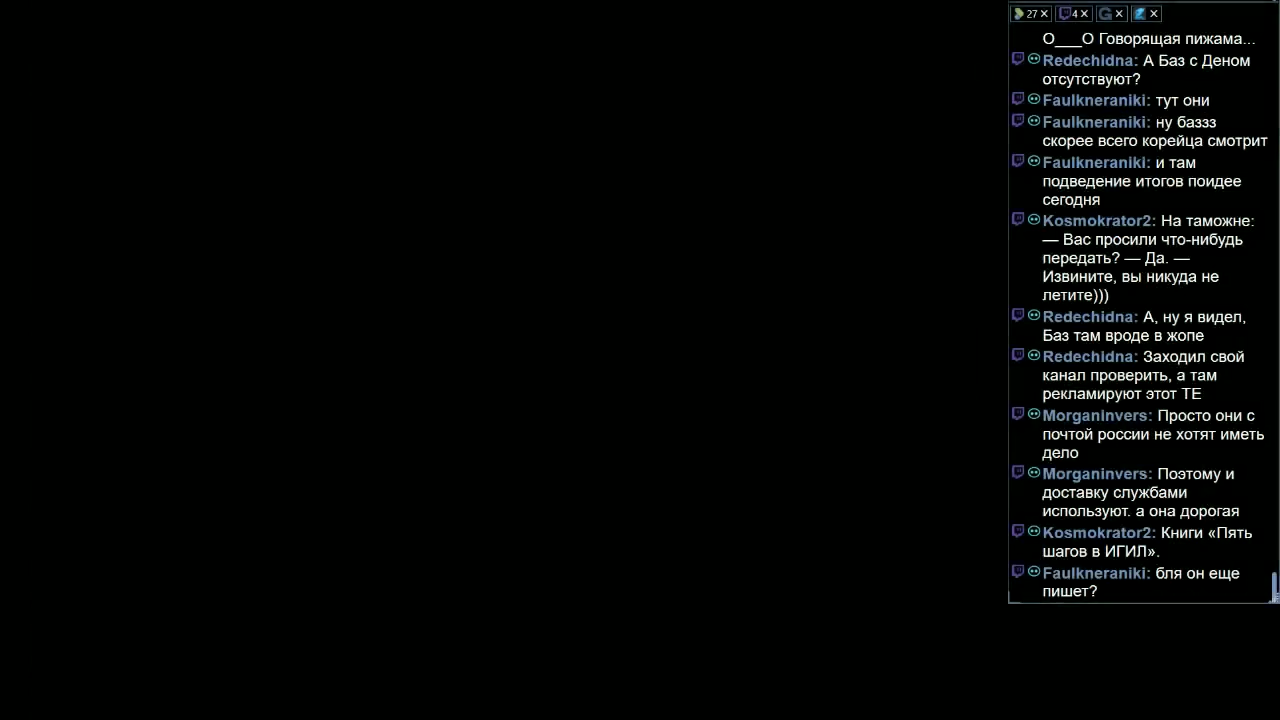 27 × 4 × G × ×
О___О Говорящая пижама...
Redechidna: А Баз с Деном
отсутствуют?
Faulkneraniki: тут они
Faulkneraniki: ну баззз
скорее всего корейца смотрит
Faulkneraniki: и там
подведение итогов поидее
сегодня
Kosmokrator2: На таможне:
— Вас просили что-нибудь
передать? — Да. —
Извините, вы никуда не
летите)))
Redechidna: А, ну я видел,
Баз там вроде в жопе
Redechidna: Заходил свой
канал проверить, а там
рекламируют этот ТЕ
Morganinvers: Просто они с
почтой россии не хотят иметь
дело
Morganinvers: Поэтому и
доставку службами
используют. а она дорогая
Kosmokrator2: Книги «Пять
шагов в ИГИЛ».
Faulkneraniki: бля он еще
пишет?